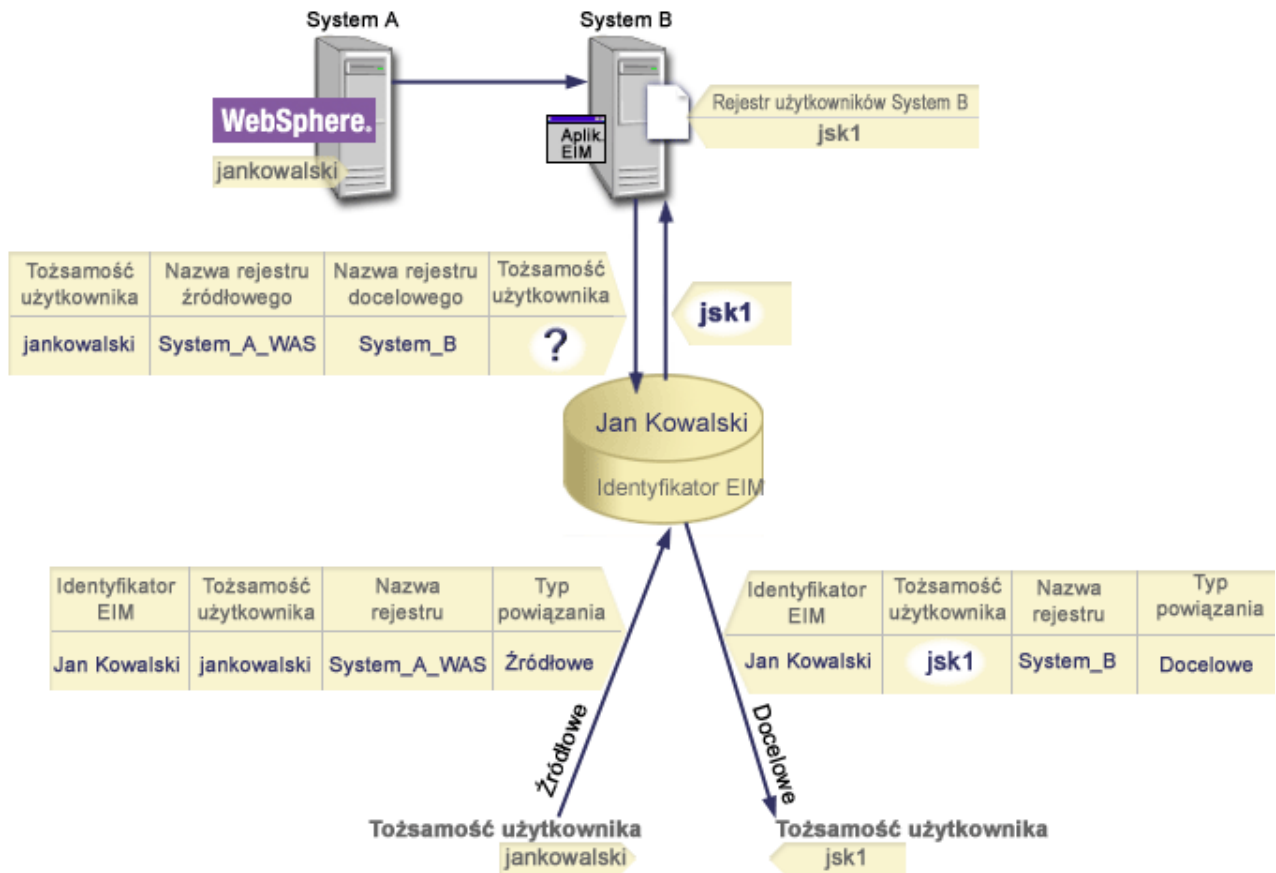 System A
System B
WebSphere.
jankowalski
Aplik.
EIM
Rejestr użytkowników System B
jsk1
Tożsamość użytkownika
Nazwa rejestru źródłowego
Nazwa rejestru docelowego
Tożsamość użytkownika
jankowalski
System_A_WAS
System_B
?
jsk1
Jan Kowalski
Identyfikator EIM
Identyfikator EIM
Tożsamość użytkownika
Nazwa rejestru
Typ powiązania
Jan Kowalski
jankowalski
System_A_WAS
Źródłowe
Identyfikator EIM
Tożsamość użytkownika
Nazwa rejestru
Typ powiązania
Jan Kowalski
jsk1
System_B
Docelowe
Źródłowe
Docelowe
Tożsamość użytkownika
jankowalski
Tożsamość użytkownika
jsk1